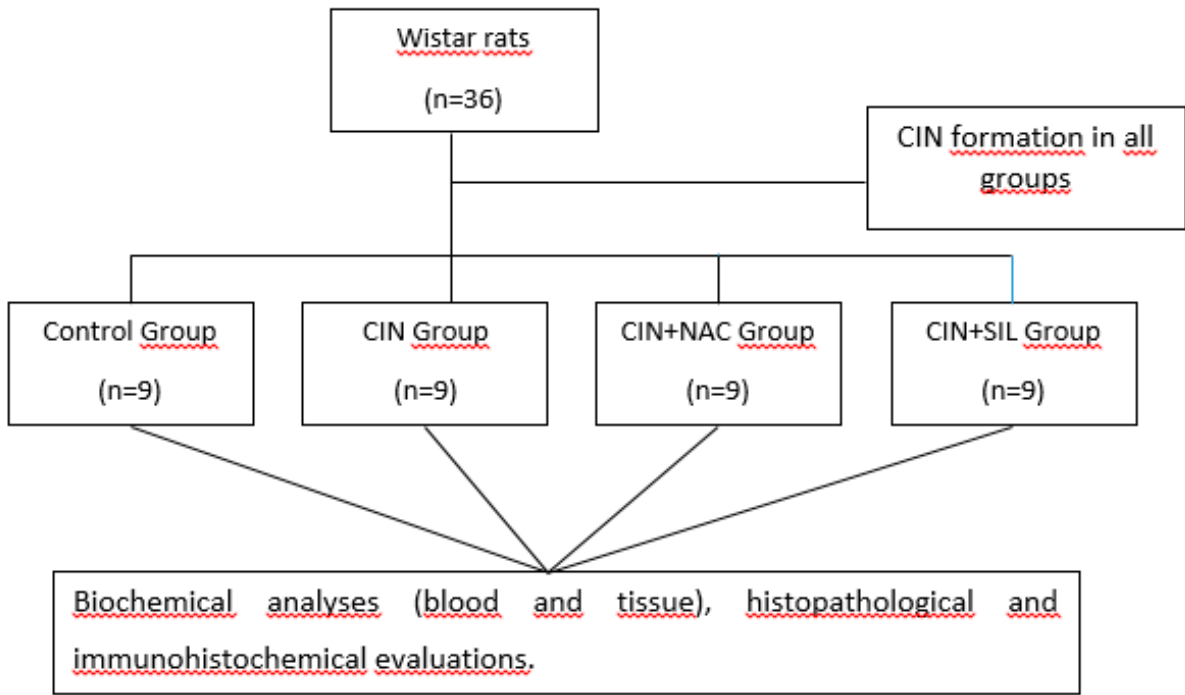 Wistar rats
(n=36)
CIN formation in all
groups
Control Group
(n=9)
CIN Group
(n=9)
CIN+NAC Group
(n=9)
CIN+SIL Group
(n=9)
Biochemical analyses (blood and tissue), histopathological and
immunohistochemical evaluations.